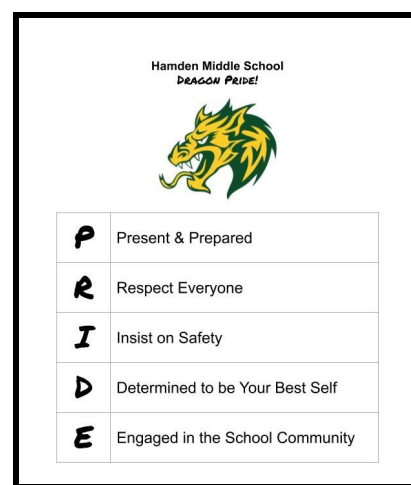 Hamden Middle School
DRAGON PRIDE!
P Present & Prepared
R Respect Everyone
I Insist on Safety
D Determined to be Your Best Self
E Engaged in the School Community